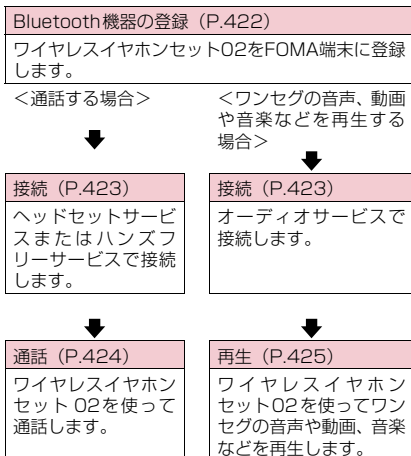 Bluetooth機器の登録（P.422）
ワイヤレスイヤホンセット02をFOMA端末に登録
します。
＜通話する場合＞
接続（P.423）
ヘッドセットサービ
スまたはハンズフ
リーサービスで接続
します。
通話（P.424）
ワイヤレスイヤホン
セット 02を使って
通話します。
＜ワンセグの音声、動画
や音楽などを再生する
場合＞
接続（P.423）
オーディオサービスで
接続します。
再生（P.425）
ワイヤレスイヤホン
セット02を使ってワン
セグの音声や動画、音楽
などを再生します。